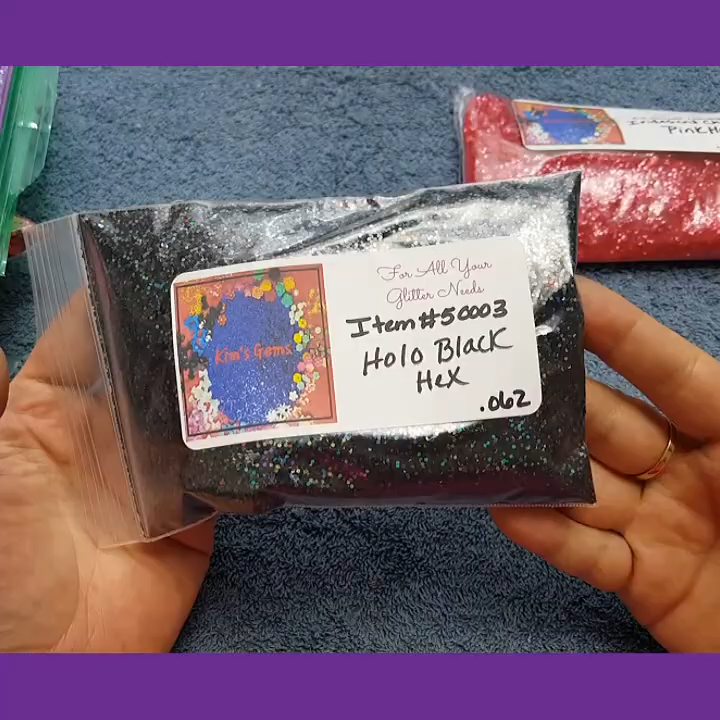 For All Your
Glitter Needs
Item #50003
Holo Black
Hex
.062
Kim's Gems
Pink H